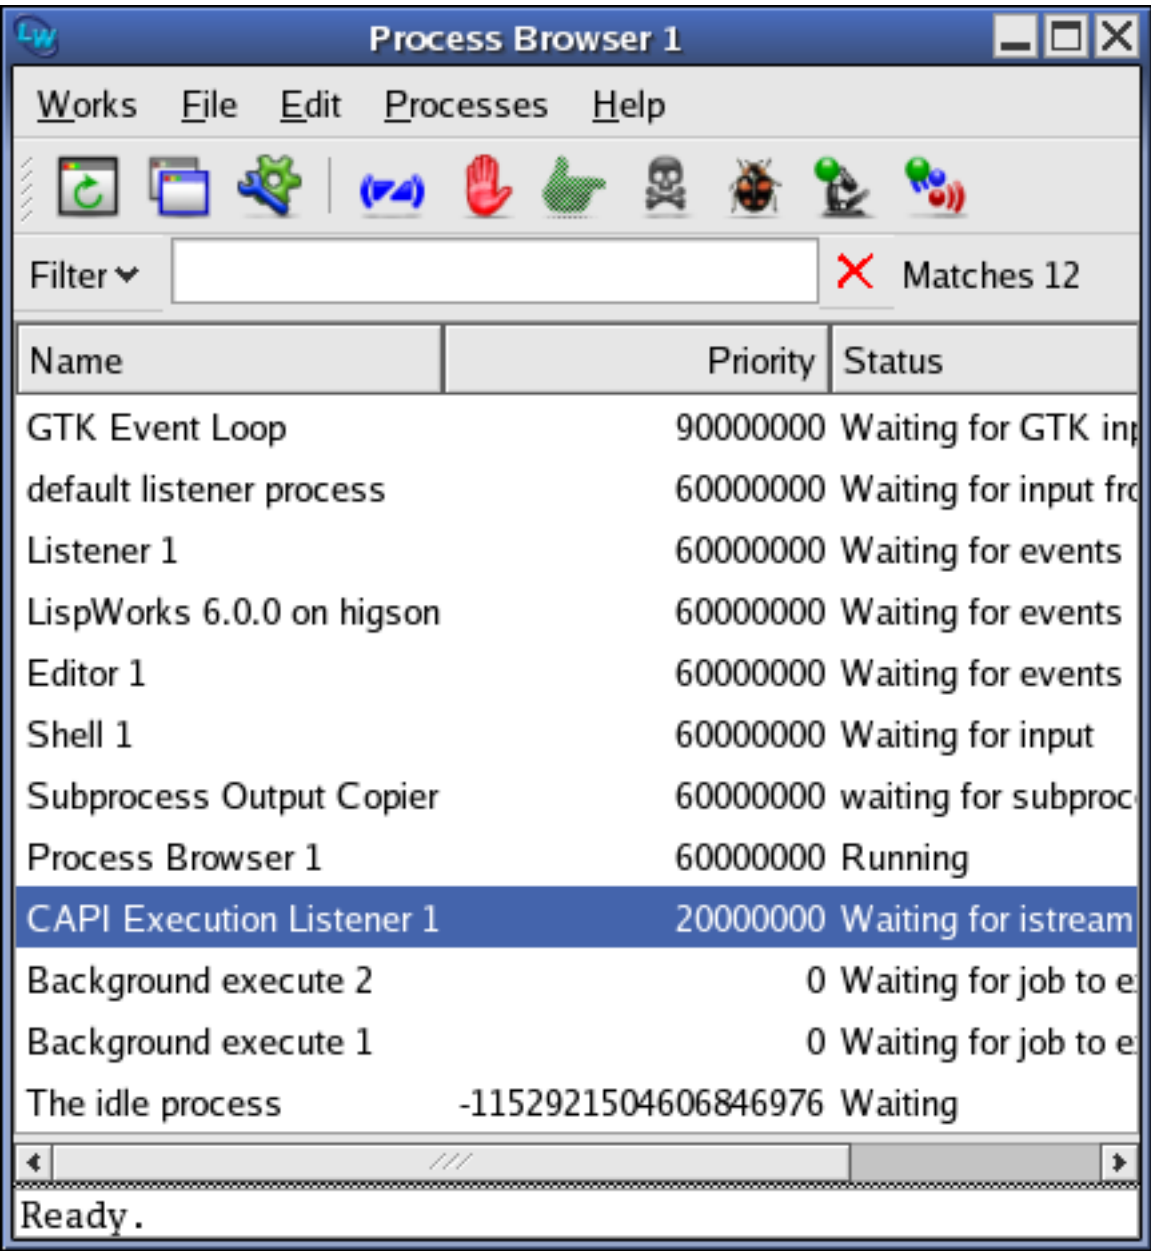 LW Process Browser 1
Works File Edit Processes Help
Filter Matches 12
Name Priority Status
GTK Event Loop 90000000 Waiting for GTK
default listener process 60000000 Waiting for input
Listener 1 60000000 Waiting for events
LispWorks 6.0.0 on higson 60000000 Waiting for events
Editor 1 60000000 Waiting for events
Shell 1 60000000 Waiting for input
Subprocess Output Copier 60000000 waiting for subproc
Process Browser 1 60000000 Running
CAPI Execution Listener 1 20000000 Waiting for istream
Background execute 2 0 Waiting for job to
Background execute 1 0 Waiting for job to
The idle process -1152921504606846976 Waiting
Ready.